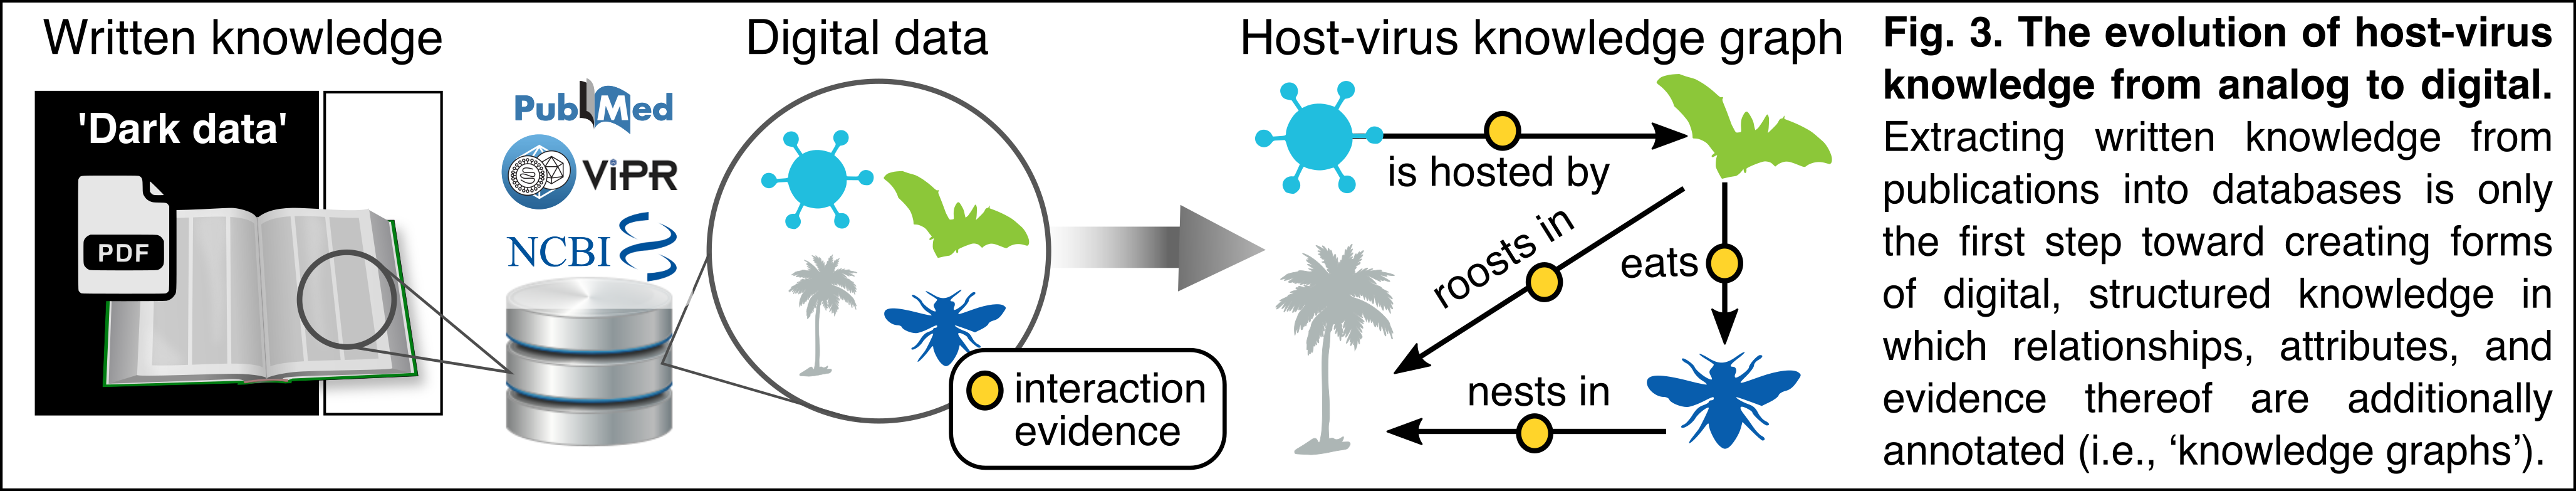 Written knowledge
'Dark data'
PDF
PubMed
ViPR
NCBI
Digital data
interaction
evidence
Host-virus knowledge graph
is hosted by
roosts in
eats
nests in
Fig. 3. The evolution of host-virus
knowledge from analog to digital.
Extracting written knowledge from
publications into databases is only
the first step toward creating forms
of digital, structured knowledge in
which relationships, attributes, and
evidence thereof are additionally
annotated (i.e., ‘knowledge graphs’).